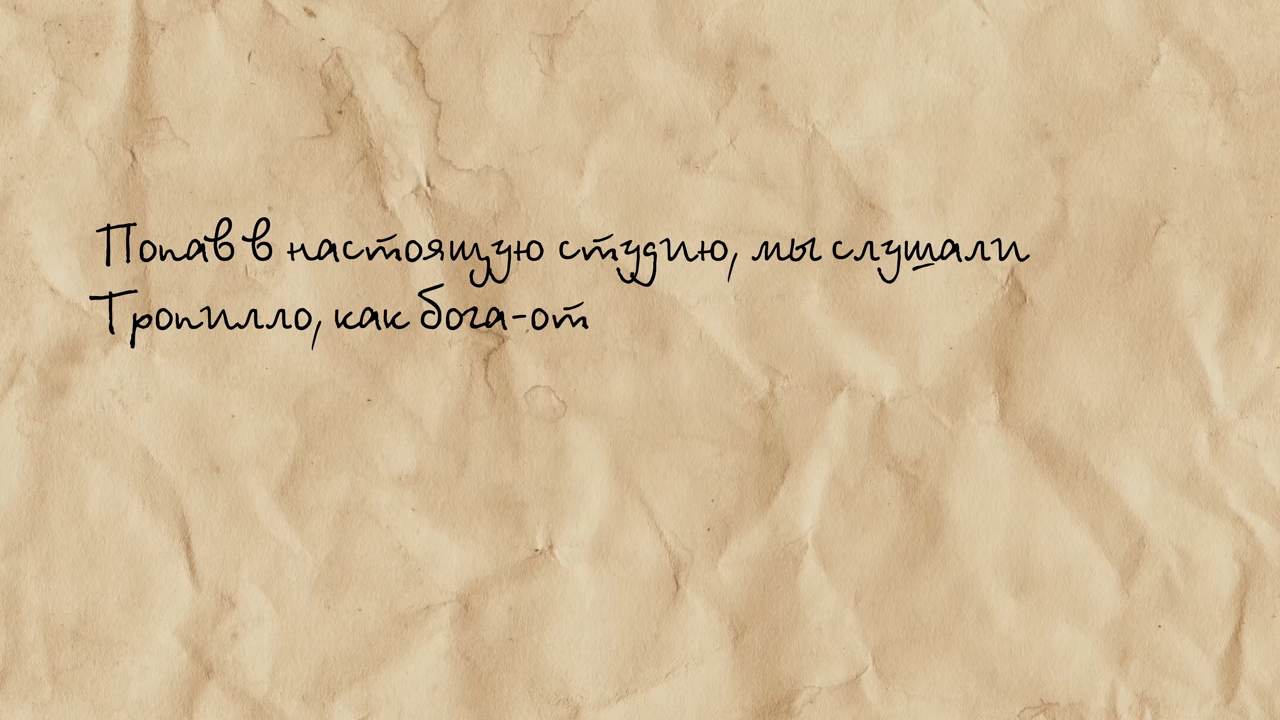 Попав в настоящую студию, мы слушали
Тропилло, как бога-от